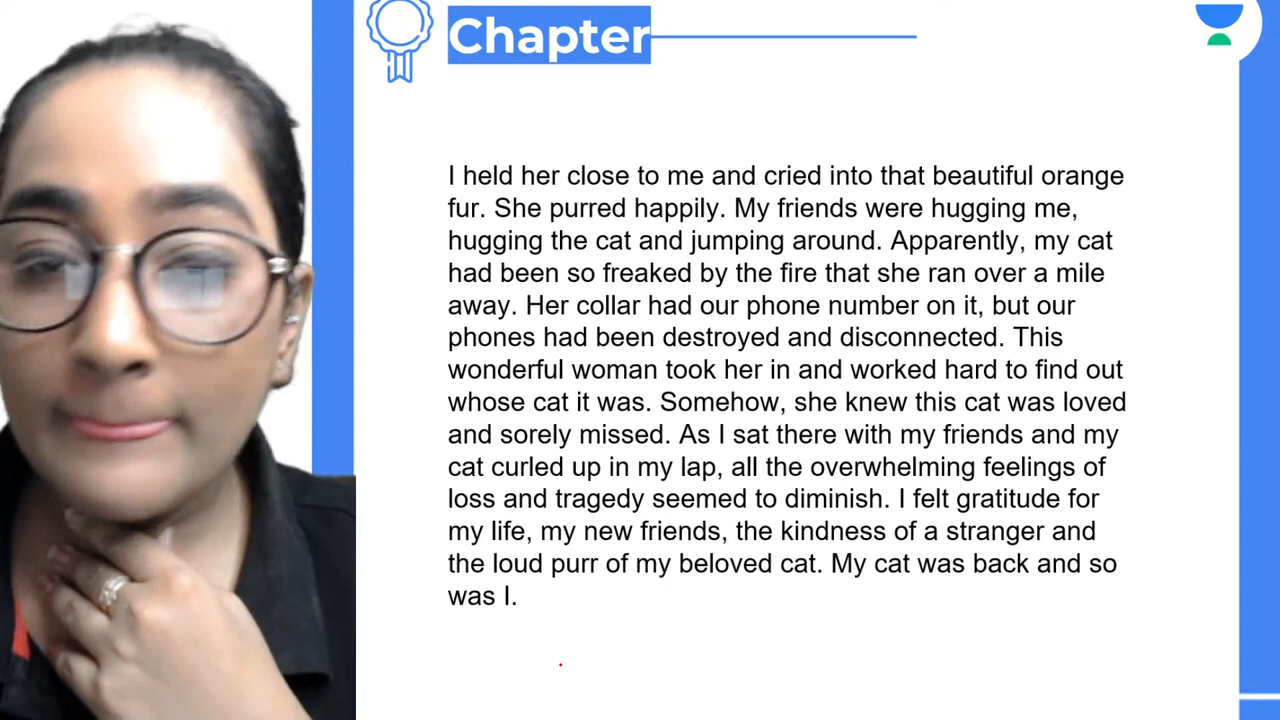 Chapter
I held her close to me and cried into that beautiful orange
fur. She purred happily. My friends were hugging me,
hugging the cat and jumping around. Apparently, my cat
had been so freaked by the fire that she ran over a mile
away. Her collar had our phone number on it, but our
phones had been destroyed and disconnected. This
wonderful woman took her in and worked hard to find out
whose cat it was. Somehow, she knew this cat was loved
and sorely missed. As I sat there with my friends and my
cat curled up in my lap, all the overwhelming feelings of
loss and tragedy seemed to diminish. I felt gratitude for
my life, my new friends, the kindness of a stranger and
the loud purr of my beloved cat. My cat was back and so
was I.